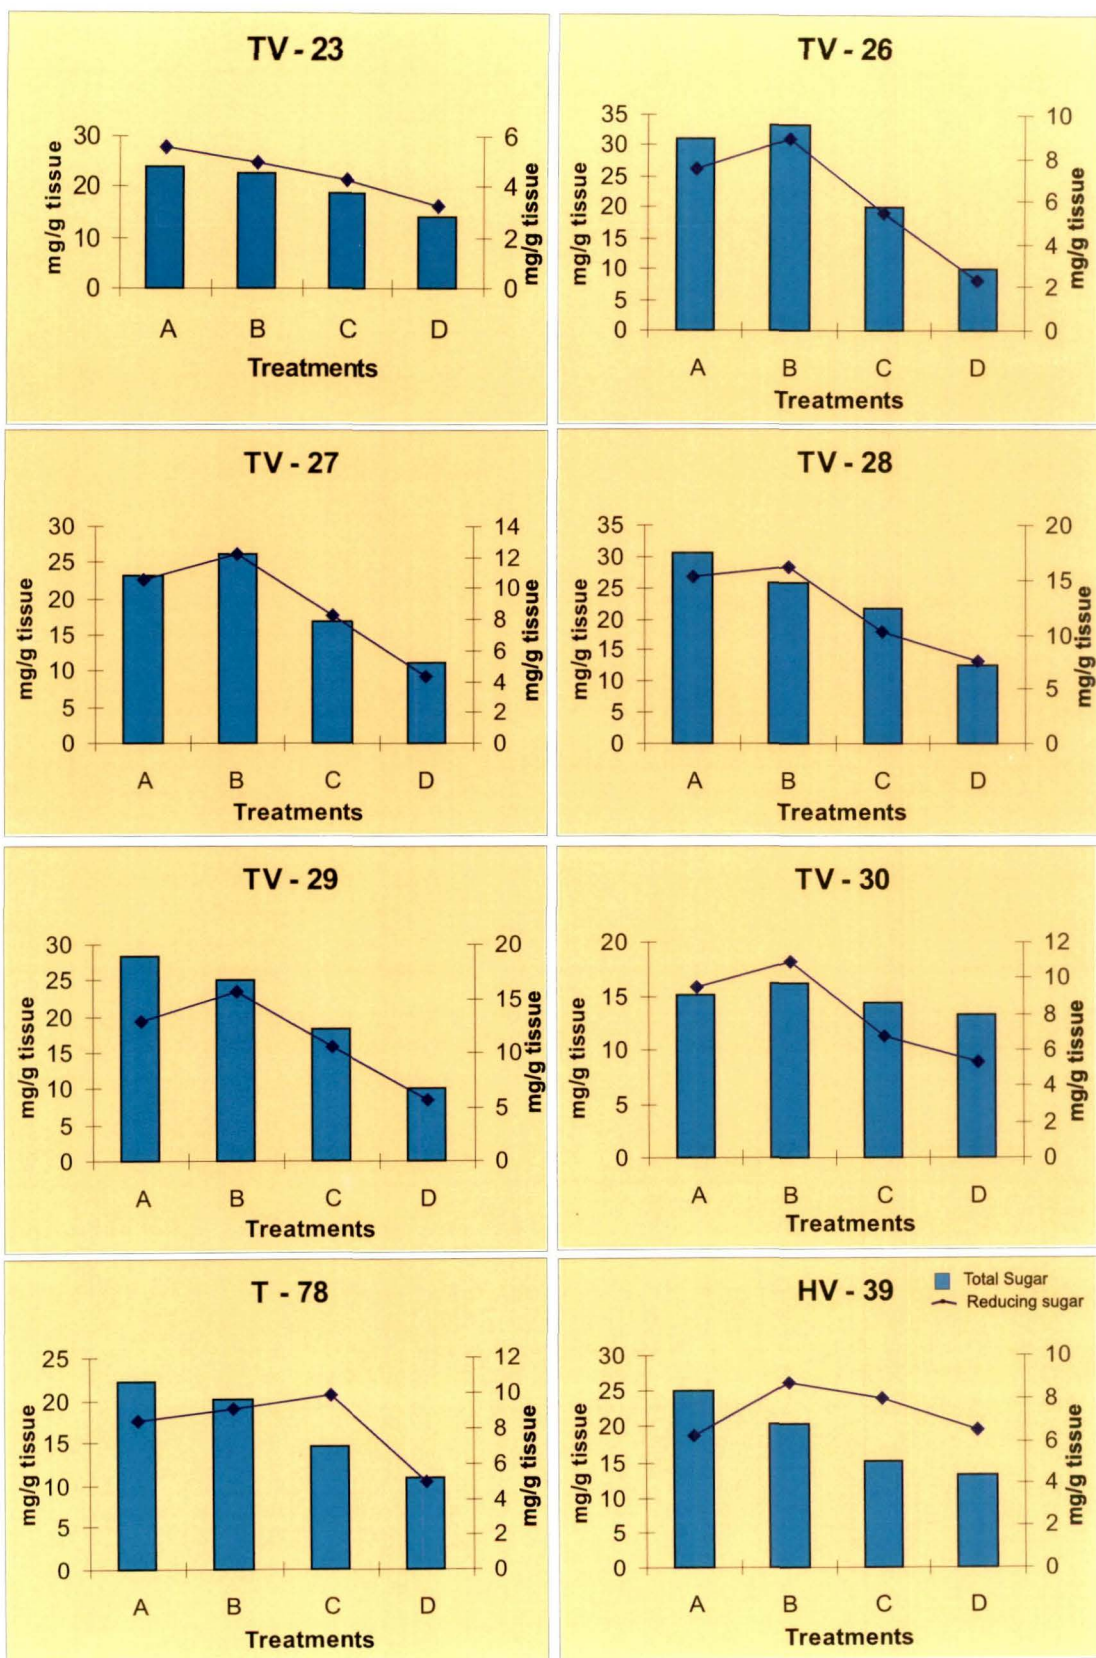 TV - 23
mg/g tissue
30
20
10
0
6
4
2
0
mg/g tissue
A B C D
Treatments
TV - 26
mg/g tissue
35
30
25
20
15
10
5
0
10
8
6
4
2
0
mg/g tissue
A B C D
Treatments
TV - 27
mg/g tissue
30
25
20
15
10
5
0
14
12
10
8
6
4
2
0
mg/g tissue
A B C D
Treatments
TV - 28
mg/g tissue
35
30
25
20
15
10
5
0
20
15
10
5
0
mg/g tissue
A B C D
Treatments
TV - 29
mg/g tissue
30
25
20
15
10
5
0
20
15
10
5
0
mg/g tissue
A B C D
Treatments
TV - 30
mg/g tissue
20
15
10
5
0
12
10
8
6
4
2
0
mg/g tissue
A B C D
Treatments
T - 78
mg/g tissue
25
20
15
10
5
0
12
10
8
6
4
2
0
mg/g tissue
A B C D
Treatments
HV - 39
Total Sugar
Reducing sugar
mg/g tissue
30
25
20
15
10
5
0
10
8
6
4
2
0
mg/g tissue
A B C D
Treatments